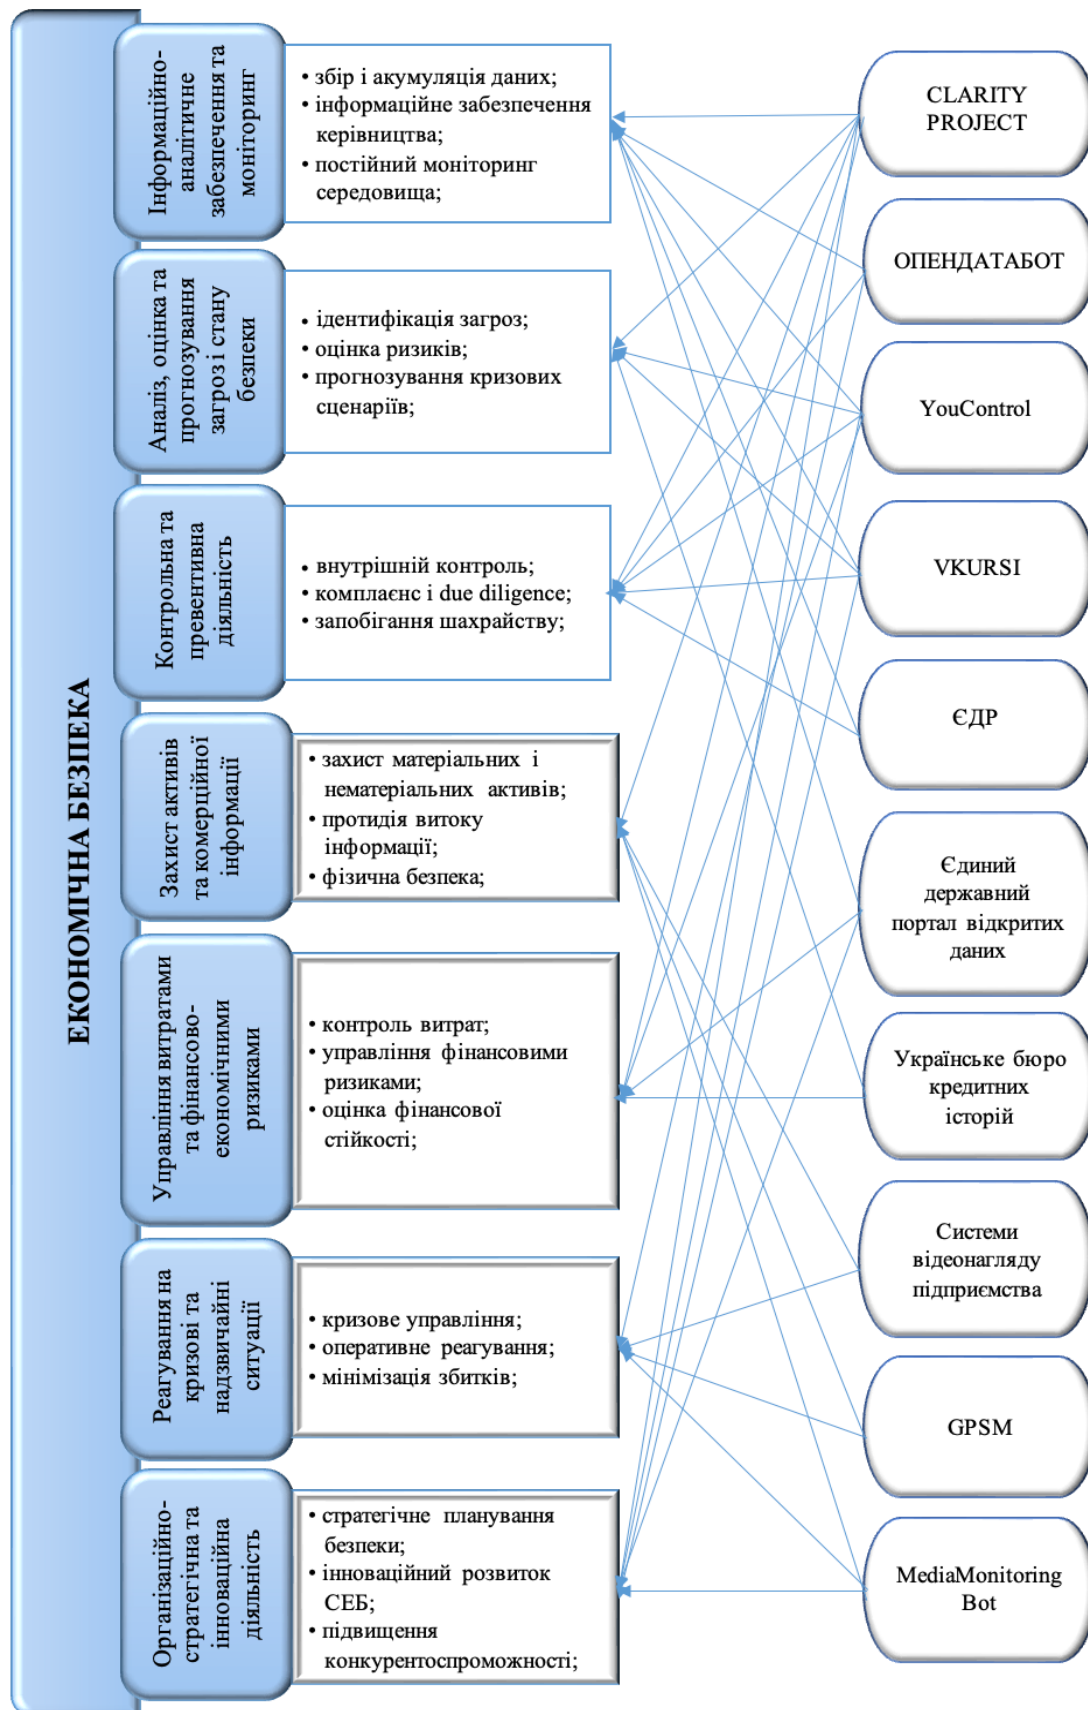 ЕКОНОМІЧНА БЕЗПЕКА
Інформаційно-
аналітичне
забезпечення та
моніторинг
• збір і акумуляція даних;
• інформаційне забезпечення
керівництва;
• постійний моніторинг
середовища;
Аналіз, оцінка та
прогнозування
загроз і стану
безпеки
• ідентифікація загроз;
• оцінка ризиків;
• прогнозування кризових
сценаріїв;
Контрольна та
превентивна
діяльність
• внутрішній контроль;
• комплаєнс і due diligence;
• запобігання шахрайству;
Захист активів
та комерційної
інформації
• захист матеріальних і
нематеріальних активів;
• протидія витоку
інформації;
• фізична безпека;
Управління витратами
та фінансово-
економічними
ризиками
• контроль витрат;
• управління фінансовими
ризиками;
• оцінка фінансової
стійкості;
Реагування на
кризові та
надзвичайні
ситуації
• кризове управління;
• оперативне реагування;
• мінімізація збитків;
Організаційно-
стратегічна та
інноваційна
діяльність
• стратегічне планування
безпеки;
• інноваційний розвиток
СЕБ;
• підвищення
конкурентоспроможності;
CLARITY
PROJECT
ОПЕНДАТАБОТ
YouControl
VKURSI
ЄДР
Єдиний
державний
портал відкритих
даних
Українське бюро
кредитних
історій
Системи
відеонагляду
підприємства
GPSM
MediaMonitoring
Bot